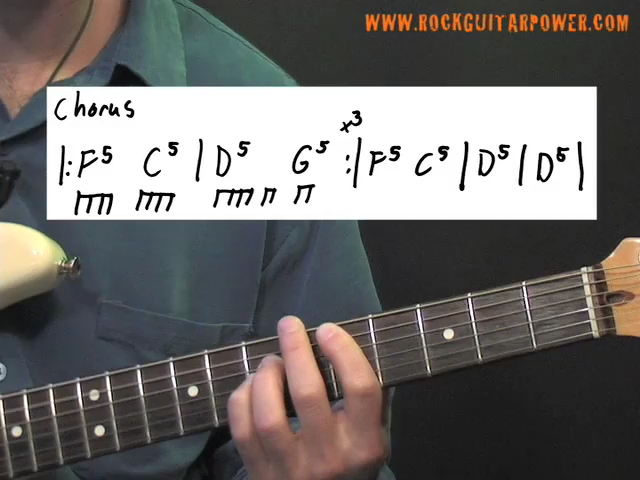 WWW.ROCKGUITARPOWER.COM
Chorus
x3
|: F5 C5 | D5 G5 :| F5 C5 | D5 | D5 |